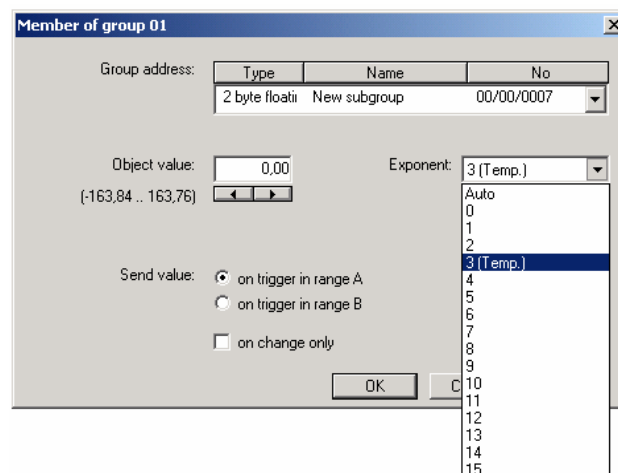 Member of group 01
Group address:
Type Name No
2 byte floatii New subgroup 00/00/0007
Object value: 0,00 Exponent: 3 (Temp.)
(-163,84 .. 163,76)
Auto
0
1
2
3 (Temp.)
4
5
6
7
8
9
10
11
12
13
14
15
Send value:
on trigger in range A
on trigger in range B
on change only
OK
C